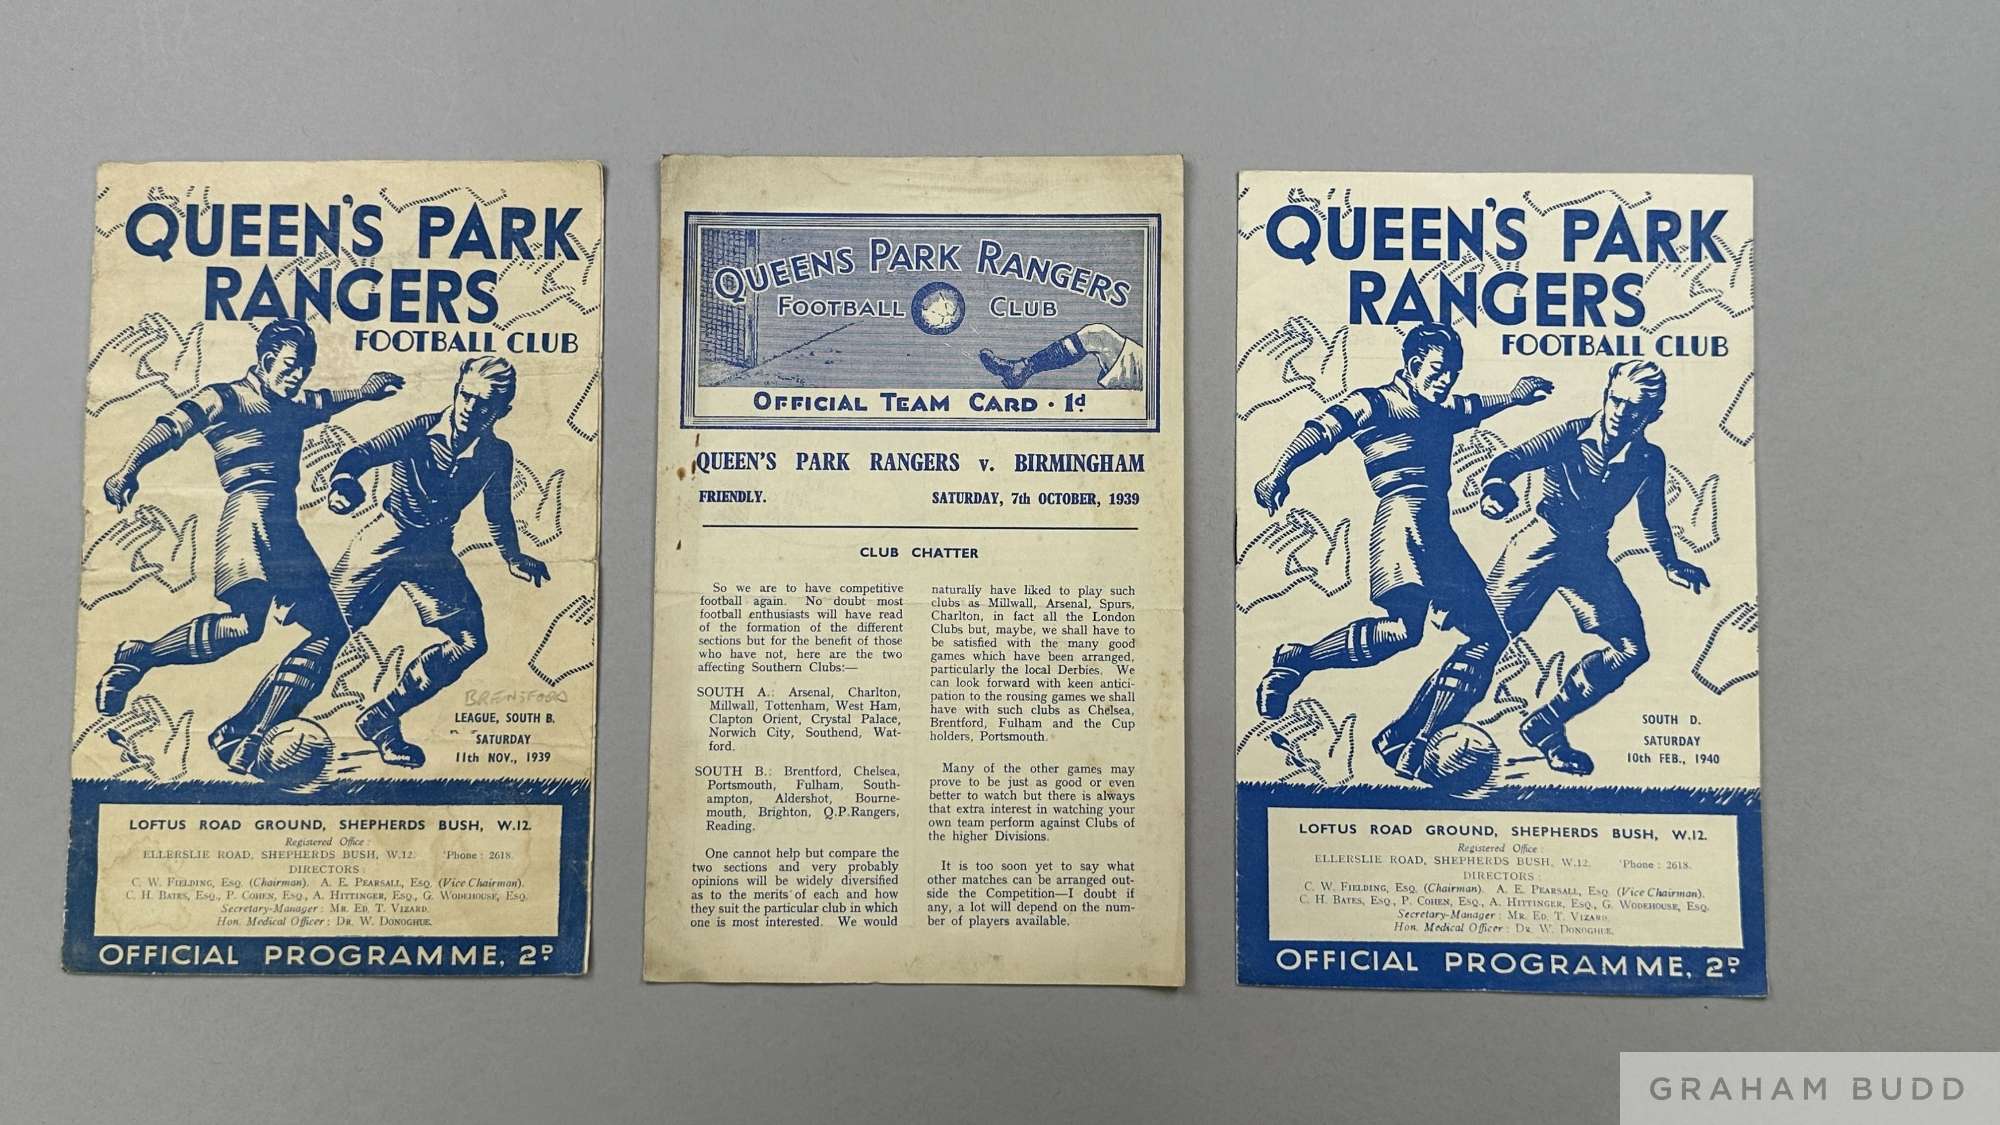 QUEEN'S PARK
RANGERS
FOOTBALL CLUB
BRENTFORD
LEAGUE, SOUTH B.
SATURDAY
11th NOV., 1939
LOFTUS ROAD GROUND, SHEPHERDS BUSH, W.12.
Registered Office:
ELLERSLIE ROAD, SHEPHERDS BUSH, W.12. 'Phone: 2618.
DIRECTORS:
C. W. FIELDING, ESQ. (Chairman). A. E. PEARSALL, ESQ. (Vice Chairman).
C. H. BATES, ESQ., P. COHEN, ESQ., A. HITTINGER, ESQ., G. WODEHOUSE, ESQ.
Secretary-Manager: MR. ED. T. VIZARD.
Hon. Medical Officer: DR. W. DONOGHUE.
OFFICIAL PROGRAMME, 2D.
QUEENS PARK RANGERS
FOOTBALL CLUB
OFFICIAL TEAM CARD · 1d
QUEEN'S PARK RANGERS v. BIRMINGHAM
FRIENDLY. SATURDAY, 7th OCTOBER, 1939
CLUB CHATTER
So we are to have competitive
football again. No doubt most
football enthusiasts will have read
of the formation of the different
sections but for the benefit of those
who have not, here are the two
affecting Southern Clubs:—
SOUTH A.: Arsenal, Charlton,
Millwall, Tottenham, West Ham,
Clapton Orient, Crystal Palace,
Norwich City, Southend, Wat-
ford.
SOUTH B.: Brentford, Chelsea,
Portsmouth, Fulham, South-
ampton, Aldershot, Bourne-
mouth, Brighton, Q.P.Rangers,
Reading.
One cannot help but compare the
two sections and very probably
opinions will be widely diversified
as to the merits of each and how
they suit the particular club in which
one is most interested. We would
naturally have liked to play such
clubs as Millwall, Arsenal, Spurs,
Charlton, in fact all the London
Clubs but, maybe, we shall have to
be satisfied with the many good
games which have been arranged,
particularly the local Derbies. We
can look forward with keen antici-
pation to the rousing games we shall
have with such clubs as Chelsea,
Brentford, Fulham and the Cup
holders, Portsmouth.
Many of the other games may
prove to be just as good or even
better to watch but there is always
that extra interest in watching your
own team perform against Clubs of
the higher Divisions.
It is too soon yet to say what
other matches can be arranged out-
side the Competition—I doubt if
any, a lot will depend on the num-
ber of players available.
QUEEN'S PARK
RANGERS
FOOTBALL CLUB
SOUTH D.
SATURDAY
10th FEB., 1940
LOFTUS ROAD GROUND, SHEPHERDS BUSH, W.12.
Registered Office:
ELLERSLIE ROAD, SHEPHERDS BUSH, W.12. 'Phone: 2618.
DIRECTORS:
C. W. FIELDING, ESQ. (Chairman). A. E. PEARSALL, ESQ. (Vice Chairman).
C. H. BATES, ESQ., P. COHEN, ESQ., A. HITTINGER, ESQ., G. WODEHOUSE, ESQ.
Secretary-Manager: MR. ED. T. VIZARD.
Hon. Medical Officer: DR. W. DONOGHUE.
OFFICIAL PROGRAMME, 2D.
GRAHAM BUDD